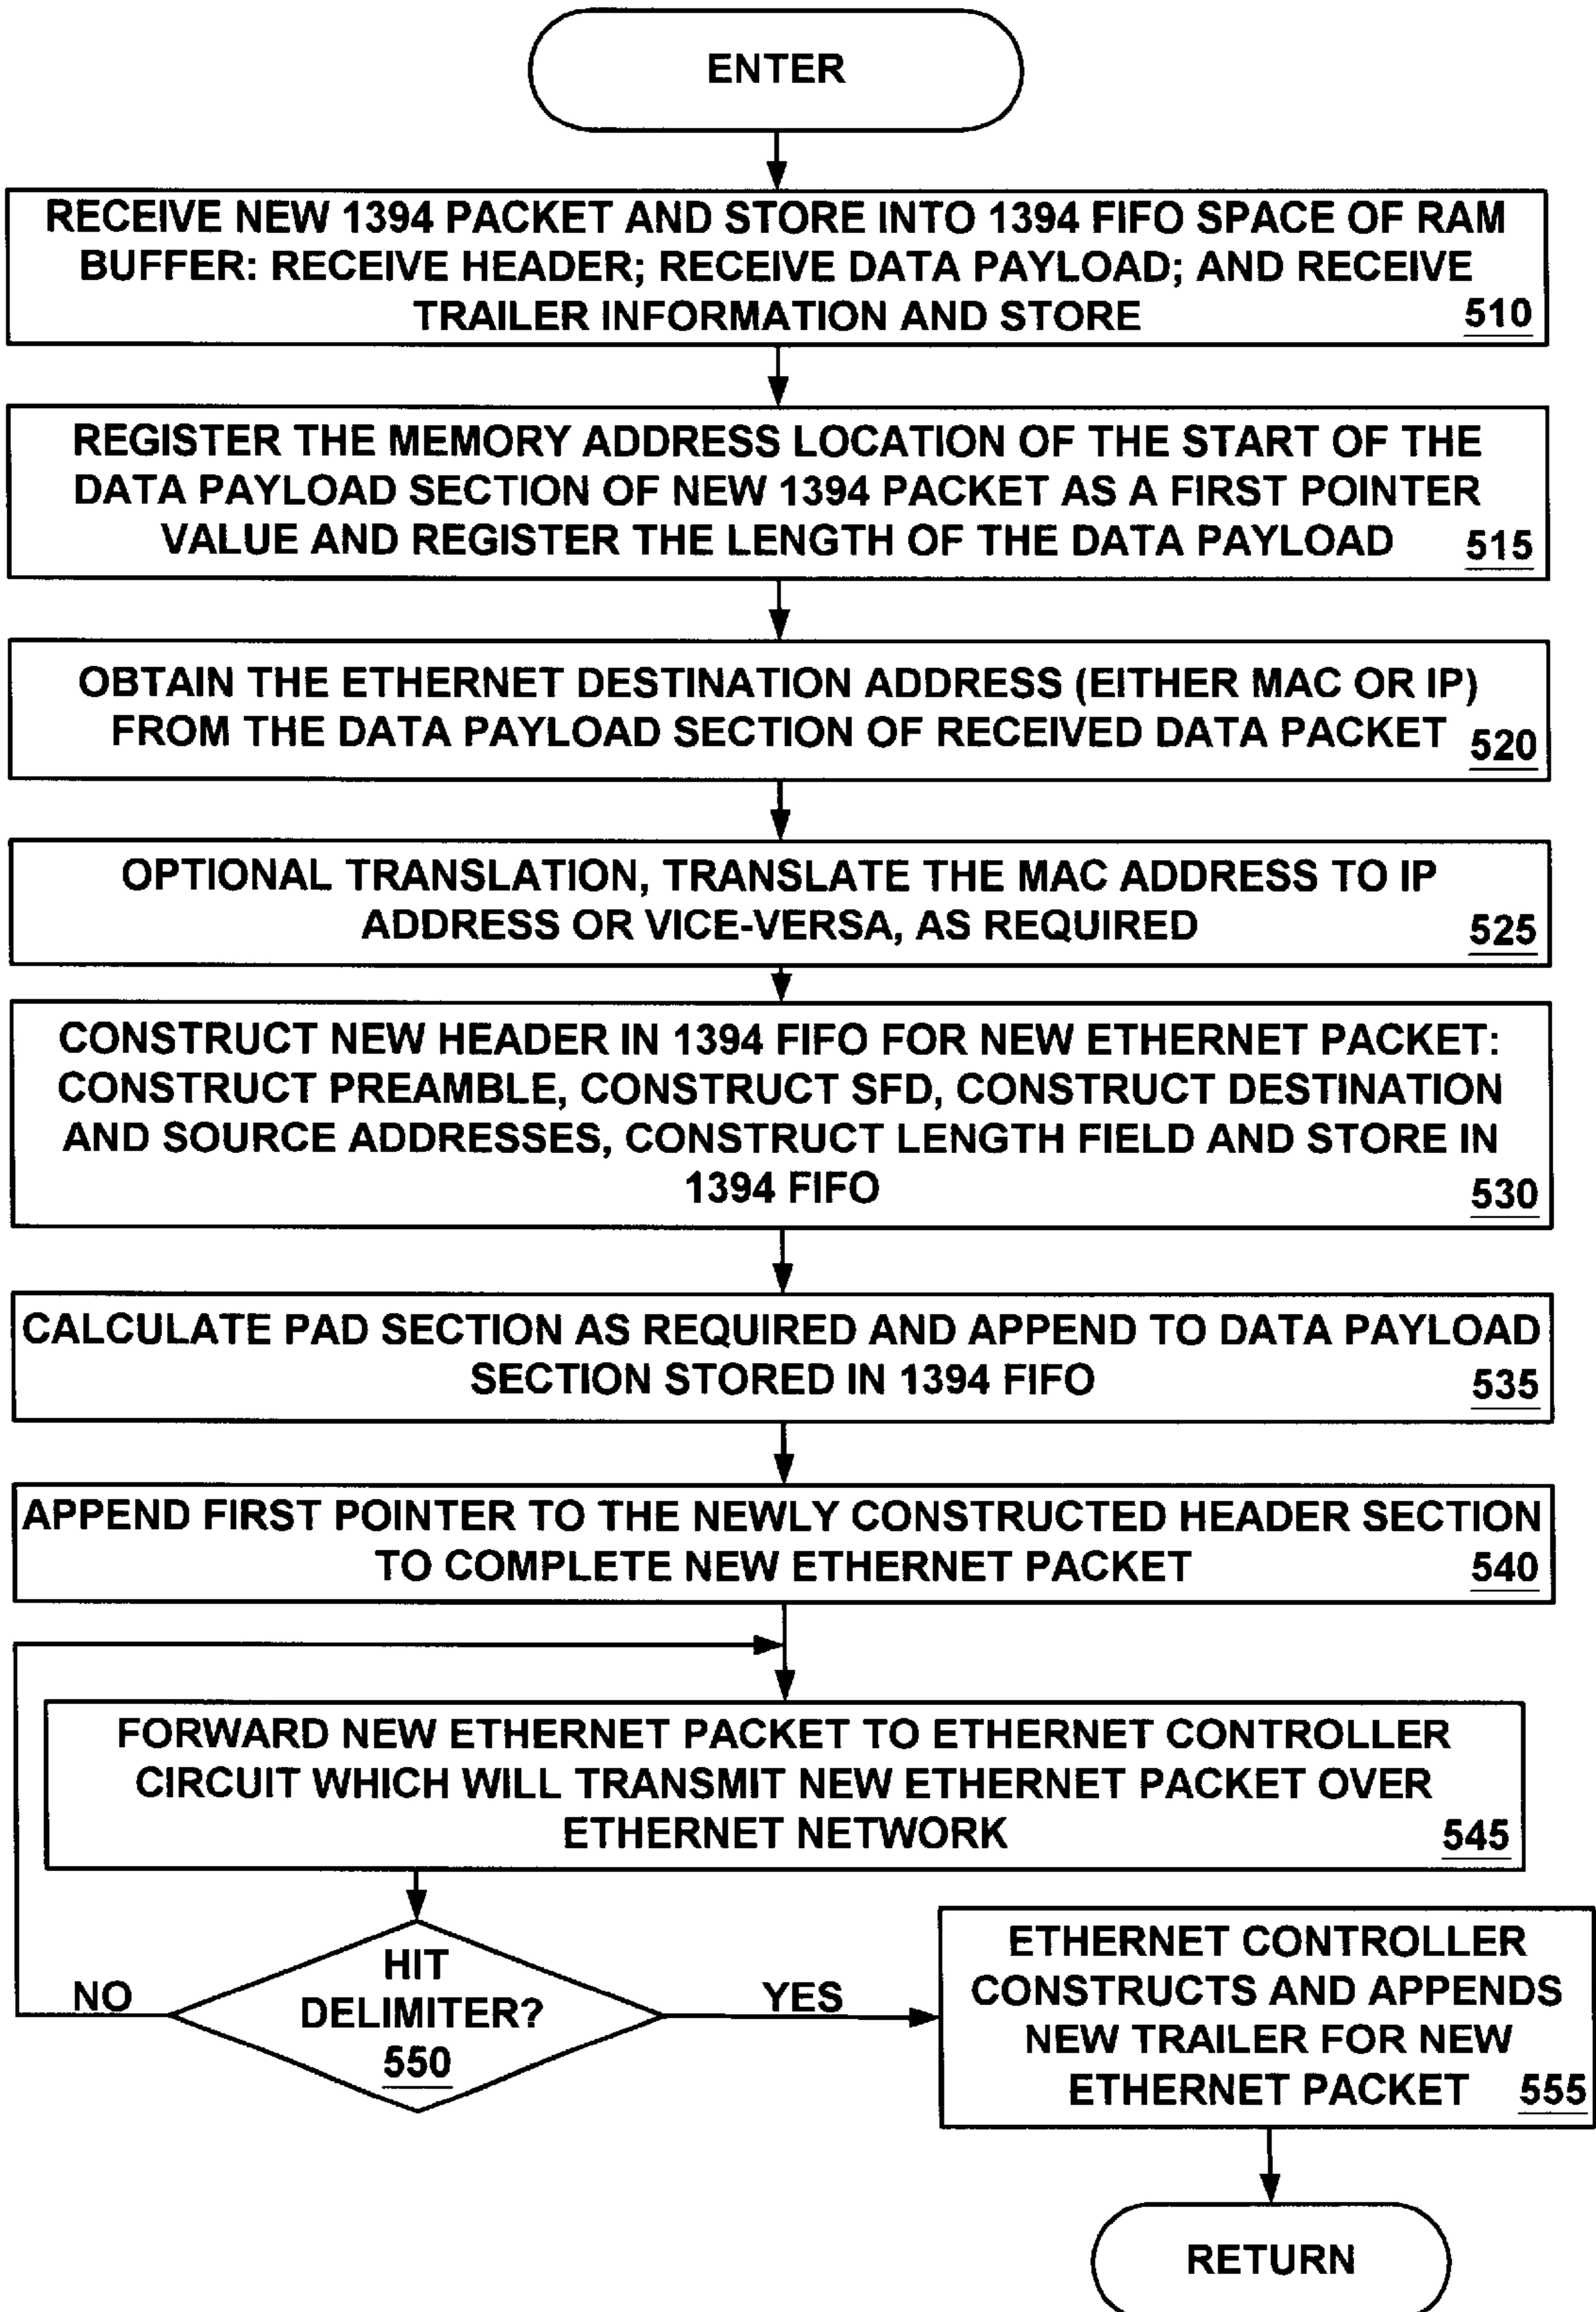 ENTER
RECEIVE NEW 1394 PACKET AND STORE INTO 1394 FIFO SPACE OF RAM
BUFFER: RECEIVE HEADER; RECEIVE DATA PAYLOAD; AND RECEIVE
TRAILER INFORMATION AND STORE 510
REGISTER THE MEMORY ADDRESS LOCATION OF THE START OF THE
DATA PAYLOAD SECTION OF NEW 1394 PACKET AS A FIRST POINTER
VALUE AND REGISTER THE LENGTH OF THE DATA PAYLOAD 515
OBTAIN THE ETHERNET DESTINATION ADDRESS (EITHER MAC OR IP)
FROM THE DATA PAYLOAD SECTION OF RECEIVED DATA PACKET 520
OPTIONAL TRANSLATION, TRANSLATE THE MAC ADDRESS TO IP
ADDRESS OR VICE-VERSA, AS REQUIRED 525
CONSTRUCT NEW HEADER IN 1394 FIFO FOR NEW ETHERNET PACKET:
CONSTRUCT PREAMBLE, CONSTRUCT SFD, CONSTRUCT DESTINATION
AND SOURCE ADDRESSES, CONSTRUCT LENGTH FIELD AND STORE IN
1394 FIFO 530
CALCULATE PAD SECTION AS REQUIRED AND APPEND TO DATA PAYLOAD
SECTION STORED IN 1394 FIFO 535
APPEND FIRST POINTER TO THE NEWLY CONSTRUCTED HEADER SECTION
TO COMPLETE NEW ETHERNET PACKET 540
FORWARD NEW ETHERNET PACKET TO ETHERNET CONTROLLER
CIRCUIT WHICH WILL TRANSMIT NEW ETHERNET PACKET OVER
ETHERNET NETWORK 545
HIT
DELIMITER?
550
NO
YES
ETHERNET CONTROLLER
CONSTRUCTS AND APPENDS
NEW TRAILER FOR NEW
ETHERNET PACKET 555
RETURN